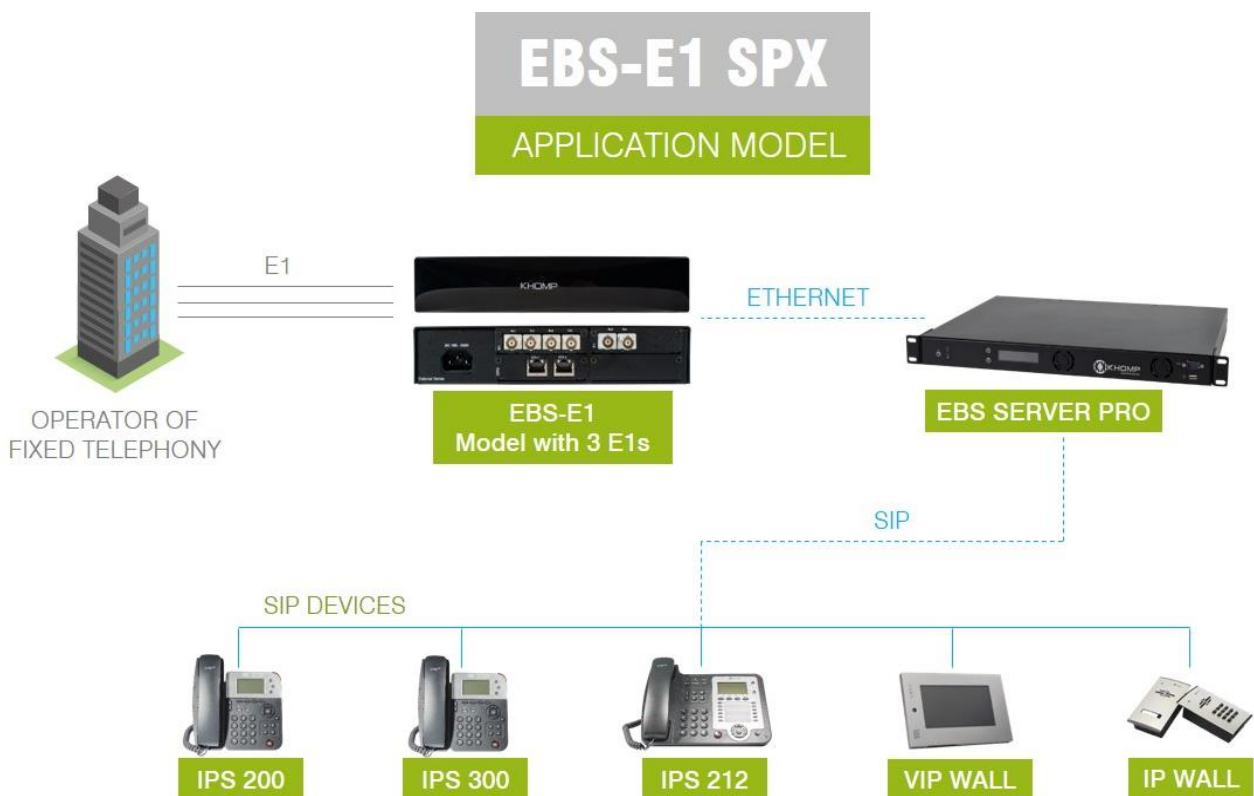 EBS-E1 SPX
APPLICATION MODEL
E1
KHOMP
ETHERNET
KHOMP
OPERATOR OF
FIXED TELEPHONY
EBS-E1
Model with 3 E1s
EBS SERVER PRO
SIP
SIP DEVICES
IPS 200
IPS 300
IPS 212
VIP WALL
IP WALL